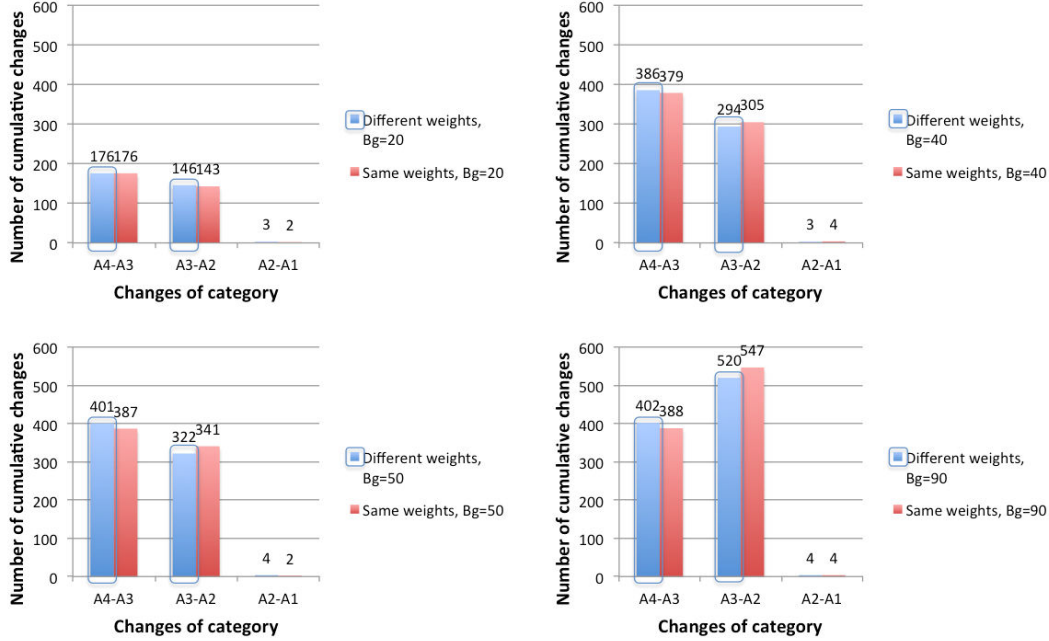 Number of cumulative changes
600
500
400
300
200
100
0
176 176
146 143
3 2
A4-A3 A3-A2 A2-A1
Changes of category
Different weights,
Bg=20
Same weights, Bg=20
Number of cumulative changes
600
500
400
300
200
100
0
386 379
294 305
3 4
A4-A3 A3-A2 A2-A1
Changes of category
Different weights,
Bg=40
Same weights, Bg=40
Number of cumulative changes
600
500
400
300
200
100
0
401 387
322 341
4 2
A4-A3 A3-A2 A2-A1
Changes of category
Different weights,
Bg=50
Same weights, Bg=50
Number of cumulative changes
600
500
400
300
200
100
0
402 388
520 547
4 4
A4-A3 A3-A2 A2-A1
Changes of category
Different weights,
Bg=90
Same weights, Bg=90